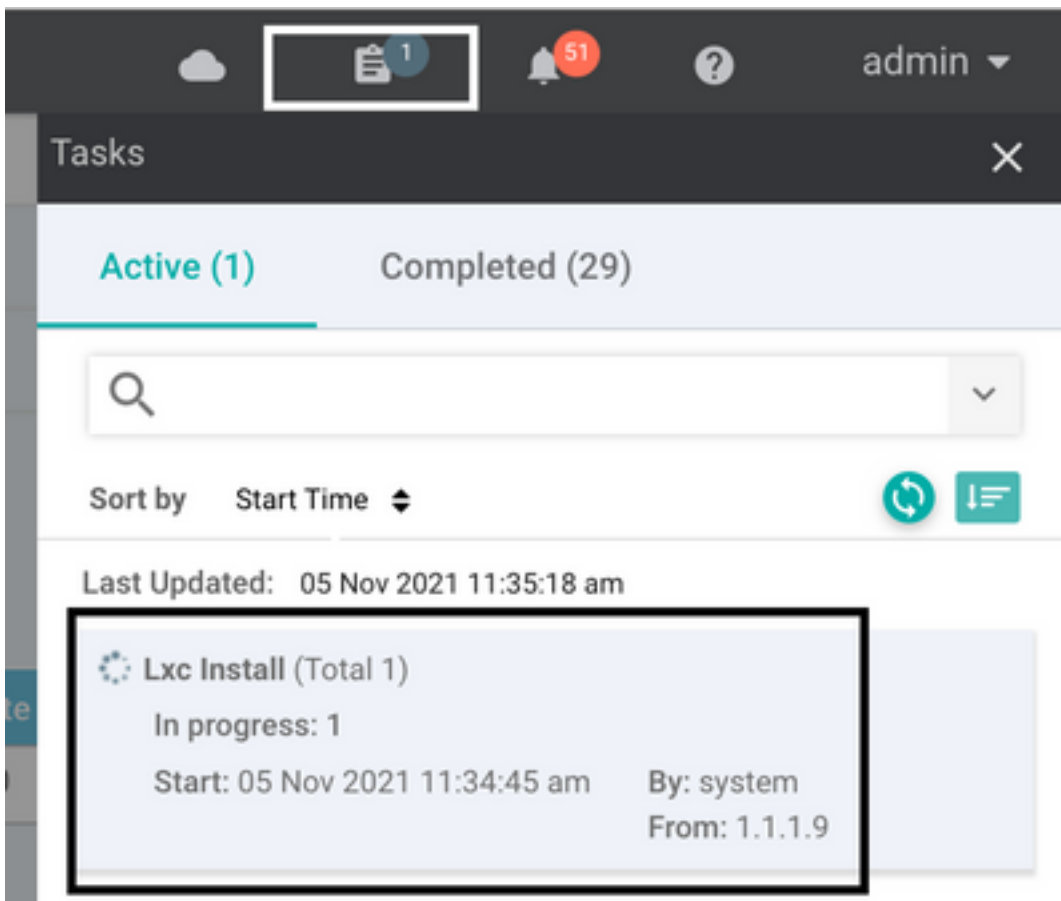 1 51 admin
Tasks
Active (1) Completed (29)
Sort by Start Time
Last Updated: 05 Nov 2021 11:35:18 am
Lxc Install (Total 1)
te
In progress: 1
Start: 05 Nov 2021 11:34:45 am By: system
From: 1.1.1.9